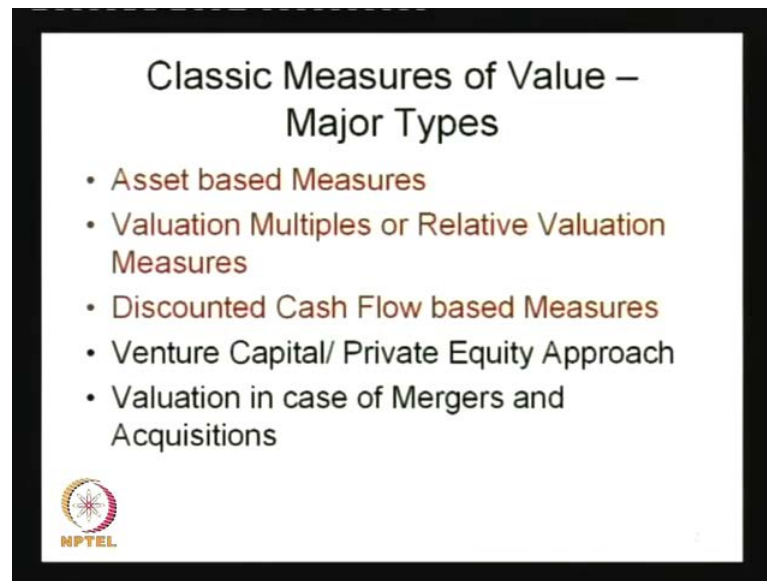 Classic Measures of Value –
Major Types
• Asset based Measures
• Valuation Multiples or Relative Valuation
Measures
• Discounted Cash Flow based Measures
• Venture Capital/ Private Equity Approach
• Valuation in case of Mergers and
Acquisitions
NPTEL